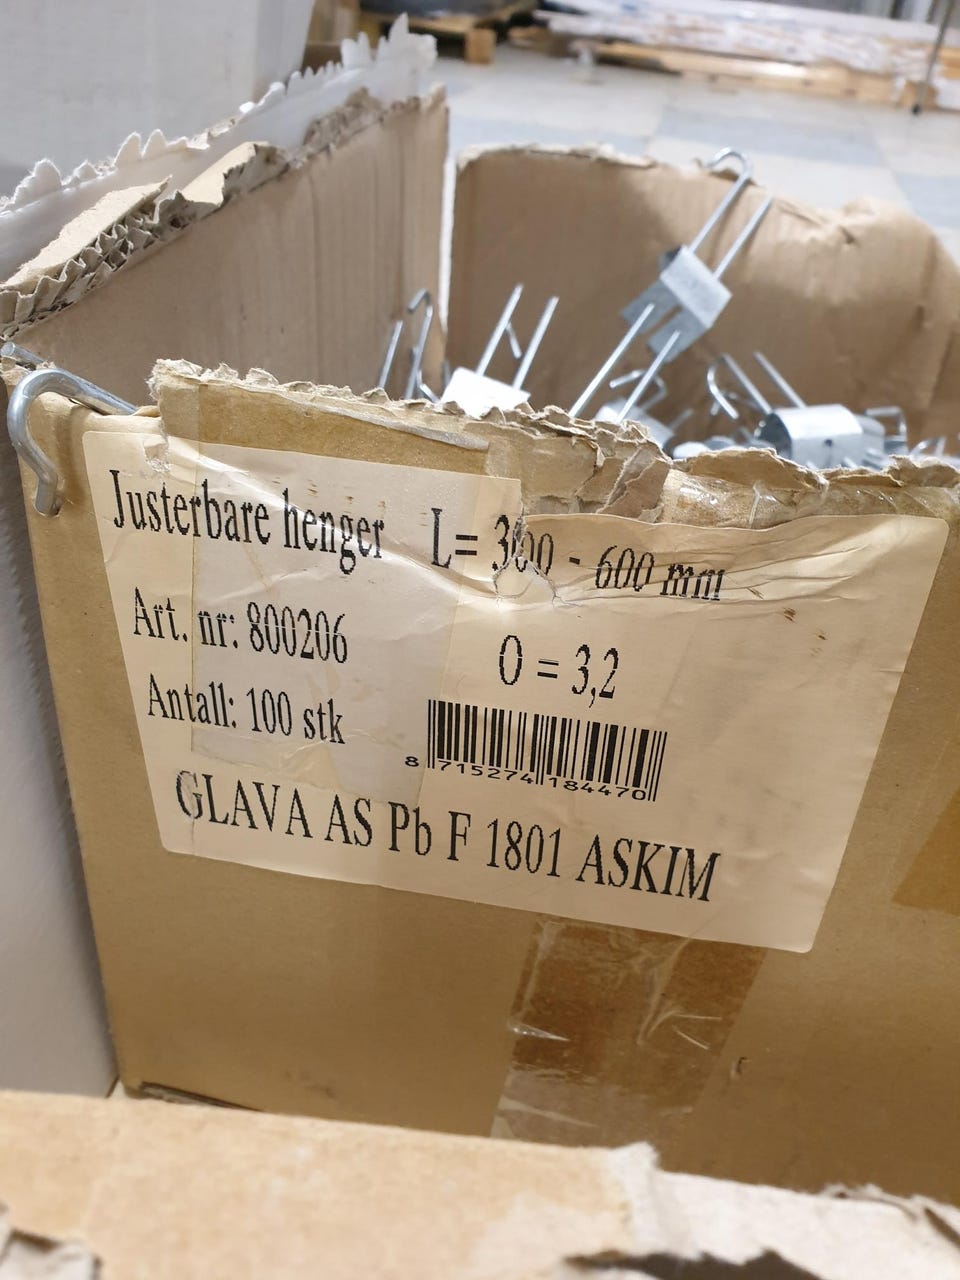 Justerbare henger L= 300 - 600 mm
Art. nr: 800206 O = 3,2
Antall: 100 stk
8 715274 184470
GLAVA AS Pb F 1801 ASKIM